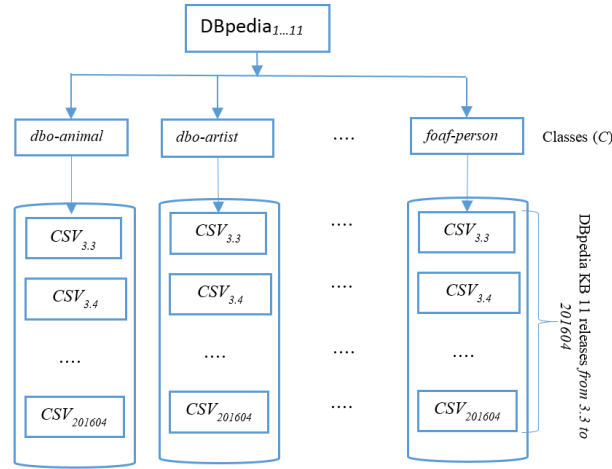 DBpedia1...11
dbo-animal
dbo-artist
....
foaf-person
Classes (C)
CSV3.3
CSV3.3
....
CSV3.3
CSV3.4
CSV3.4
....
CSV3.4
....
....
....
....
CSV201604
CSV201604
....
CSV201604
DBpedia KB 11 releases from 3.3 to
201604